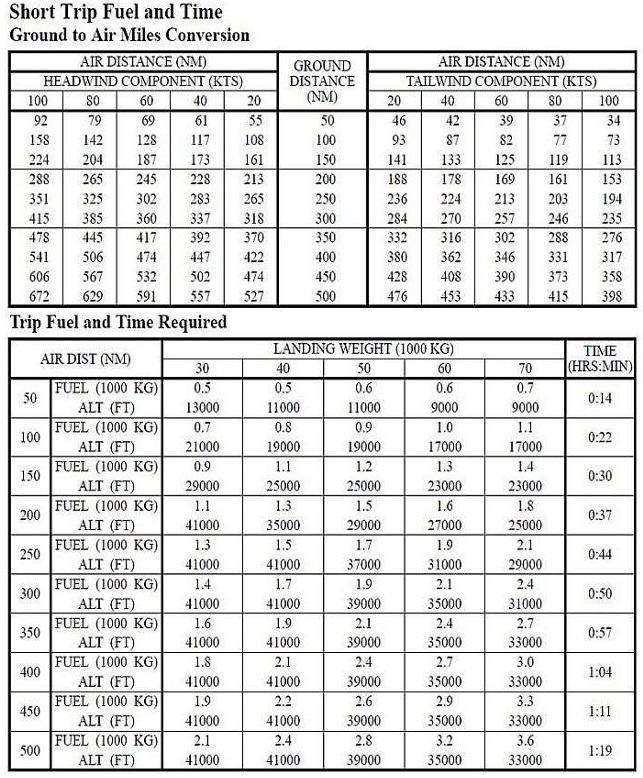 Short Trip Fuel and Time
Ground to Air Miles Conversion
AIR DISTANCE (NM) GROUND DISTANCE (NM) AIR DISTANCE (NM)
HEADWIND COMPONENT (KTS) TAILWIND COMPONENT (KTS)
100 80 60 40 20 20 40 60 80 100
92 79 69 61 55 50 46 42 39 37 34
158 142 128 117 108 100 93 87 82 77 73
224 204 187 173 161 150 141 133 125 119 113
288 265 245 228 213 200 188 178 169 161 153
351 325 302 283 265 250 236 224 213 203 194
415 385 360 337 318 300 284 270 257 246 235
478 445 417 392 370 350 332 316 302 288 276
541 506 474 447 422 400 380 362 346 331 317
606 567 532 502 474 450 428 408 390 373 358
672 629 591 557 527 500 476 453 433 415 398
Trip Fuel and Time Required
AIR DIST (NM) LANDING WEIGHT (1000 KG) TIME (HRS:MIN)
30 40 50 60 70
50 FUEL (1000 KG) 0.5 0.5 0.6 0.6 0.7 0:14
ALT (FT) 13000 11000 11000 9000 9000
100 FUEL (1000 KG) 0.7 0.8 0.9 1.0 1.1 0:22
ALT (FT) 21000 19000 19000 17000 17000
150 FUEL (1000 KG) 0.9 1.1 1.2 1.3 1.4 0:30
ALT (FT) 29000 25000 25000 23000 23000
200 FUEL (1000 KG) 1.1 1.3 1.5 1.6 1.8 0:37
ALT (FT) 41000 35000 29000 27000 25000
250 FUEL (1000 KG) 1.3 1.5 1.7 1.9 2.1 0:44
ALT (FT) 41000 41000 37000 31000 29000
300 FUEL (1000 KG) 1.4 1.7 1.9 2.1 2.4 0:50
ALT (FT) 41000 41000 39000 35000 31000
350 FUEL (1000 KG) 1.6 1.9 2.1 2.4 2.7 0:57
ALT (FT) 41000 41000 39000 35000 33000
400 FUEL (1000 KG) 1.8 2.1 2.4 2.7 3.0 1:04
ALT (FT) 41000 41000 39000 35000 33000
450 FUEL (1000 KG) 1.9 2.2 2.6 2.9 3.3 1:11
ALT (FT) 41000 41000 39000 35000 33000
500 FUEL (1000 KG) 2.1 2.4 2.8 3.2 3.6 1:19
ALT (FT) 41000 41000 39000 35000 33000